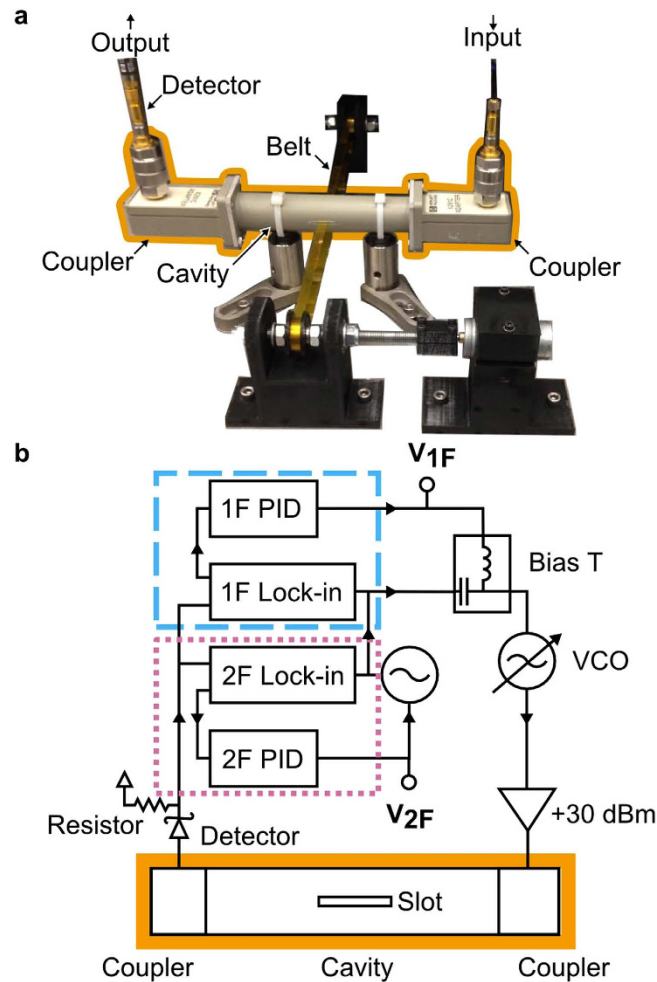 a
Output
Input
Detector
Belt
Coupler
Cavity
Coupler
b
V1F
1F PID
Bias T
1F Lock-in
2F Lock-in
VCO
2F PID
V2F
Resistor
Detector
+30 dBm
Slot
Coupler
Cavity
Coupler